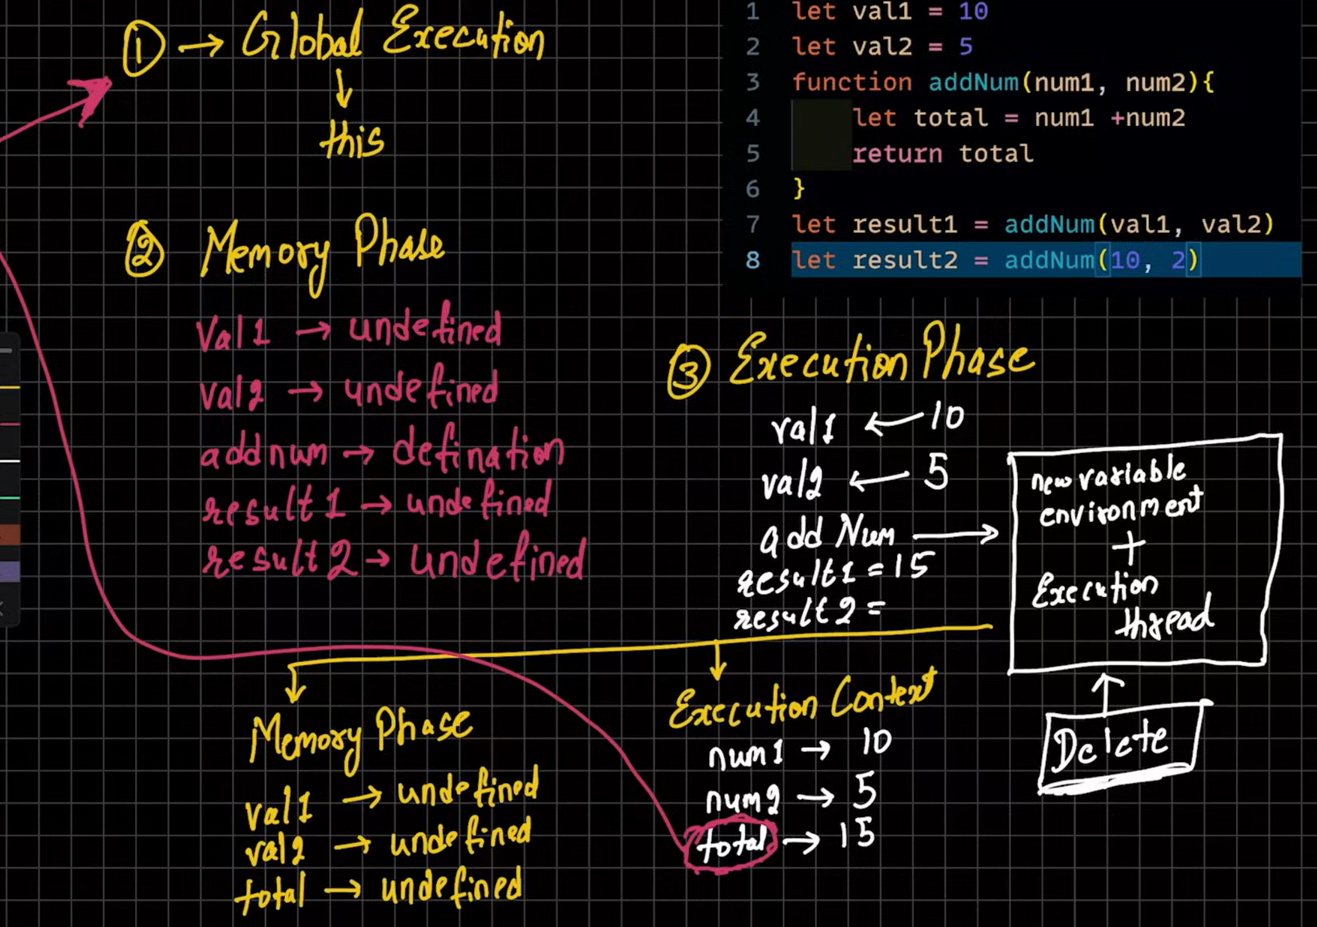 ① → Global Execution
↓
this
1 let val1 = 10
2 let val2 = 5
3 function addNum(num1, num2){
4 let total = num1 +num2
5 return total
6 }
7 let result1 = addNum(val1, val2)
8 let result2 = addNum(10, 2)
② Memory Phase
Val1 → undefined
val2 → undefined
addnum → defination
result1 → undefined
result2 → undefined
③ Execution Phase
val1 ← 10
val2 ← 5
add Num →
result1 = 15
result2 =
new variable
environment
+
Execution
thread
Delete
Memory Phase
val1 → undefined
val2 → undefined
total → undefined
Execution Context
num1 → 10
num2 → 5
total → 15